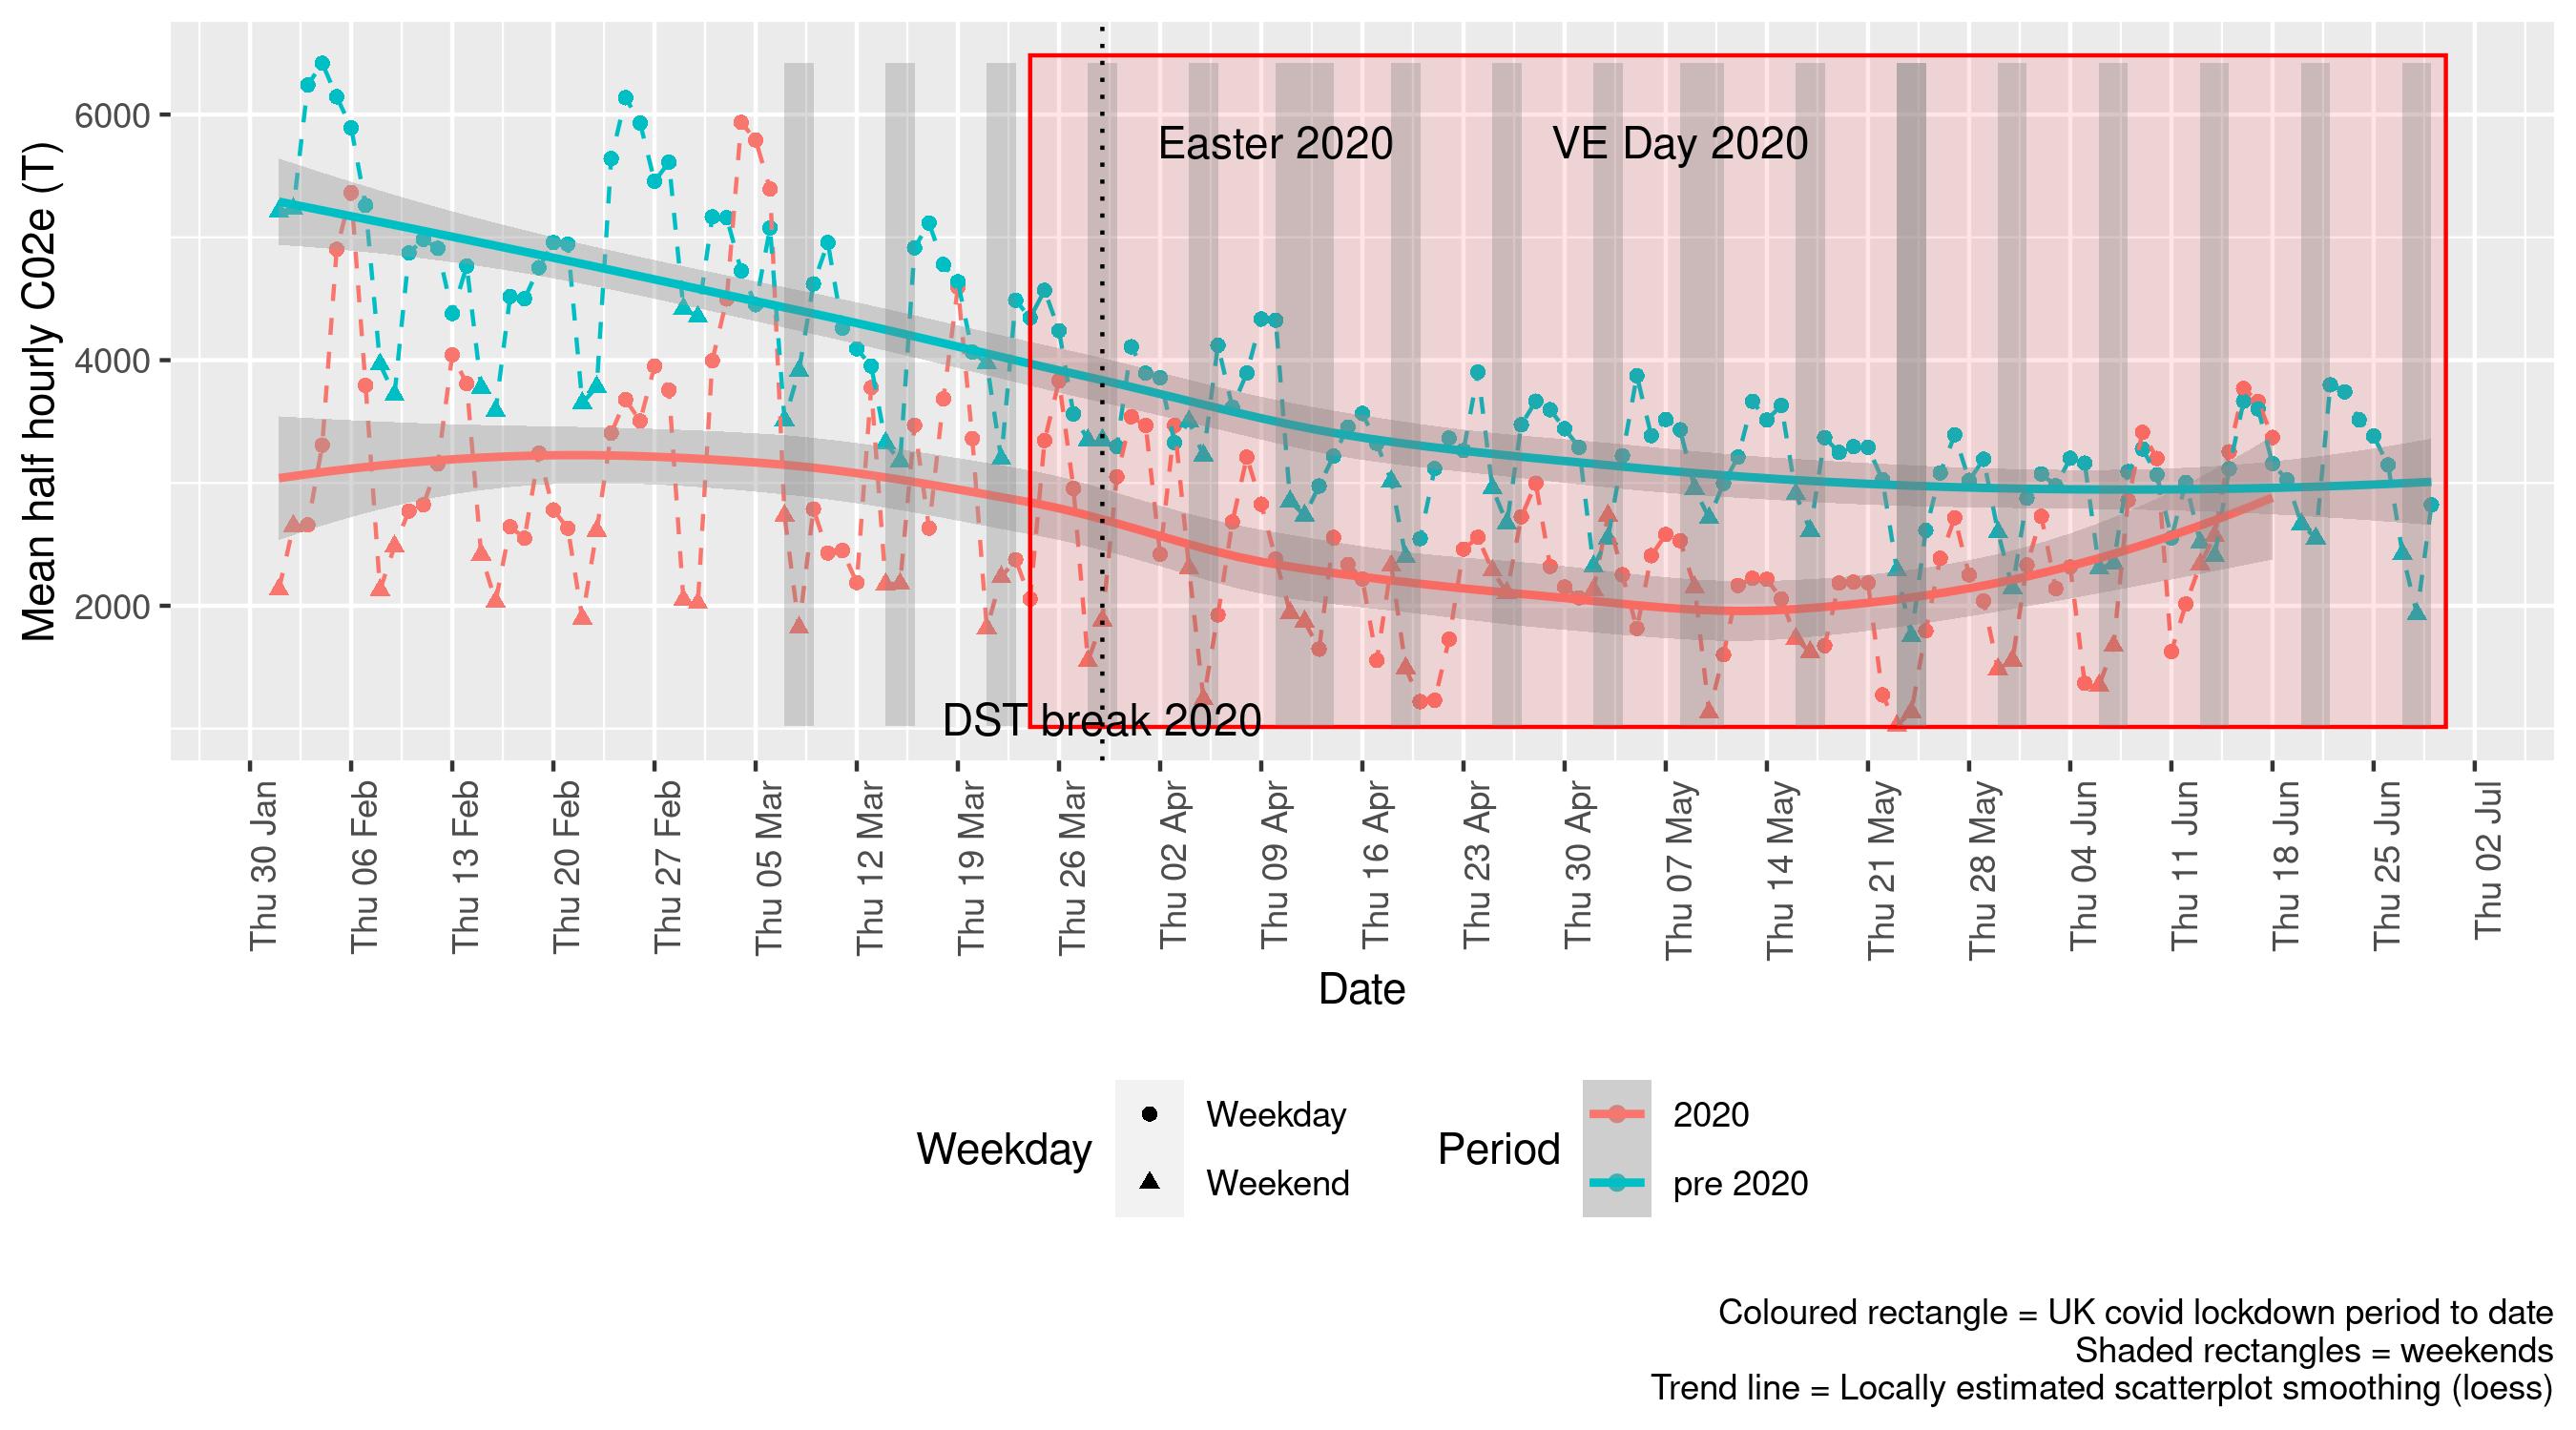 Mean half hourly C02e (T)
6000
4000
2000
Easter 2020
VE Day 2020
DST break 2020
Thu 30 Jan
Thu 06 Feb
Thu 13 Feb
Thu 20 Feb
Thu 27 Feb
Thu 05 Mar
Thu 12 Mar
Thu 19 Mar
Thu 26 Mar
Thu 02 Apr
Thu 09 Apr
Thu 16 Apr
Thu 23 Apr
Thu 30 Apr
Thu 07 May
Thu 14 May
Thu 21 May
Thu 28 May
Thu 04 Jun
Thu 11 Jun
Thu 18 Jun
Thu 25 Jun
Thu 02 Jul
Date
Weekday
Weekday
Weekend
Period
2020
pre 2020
Coloured rectangle = UK covid lockdown period to date
Shaded rectangles = weekends
Trend line = Locally estimated scatterplot smoothing (loess)